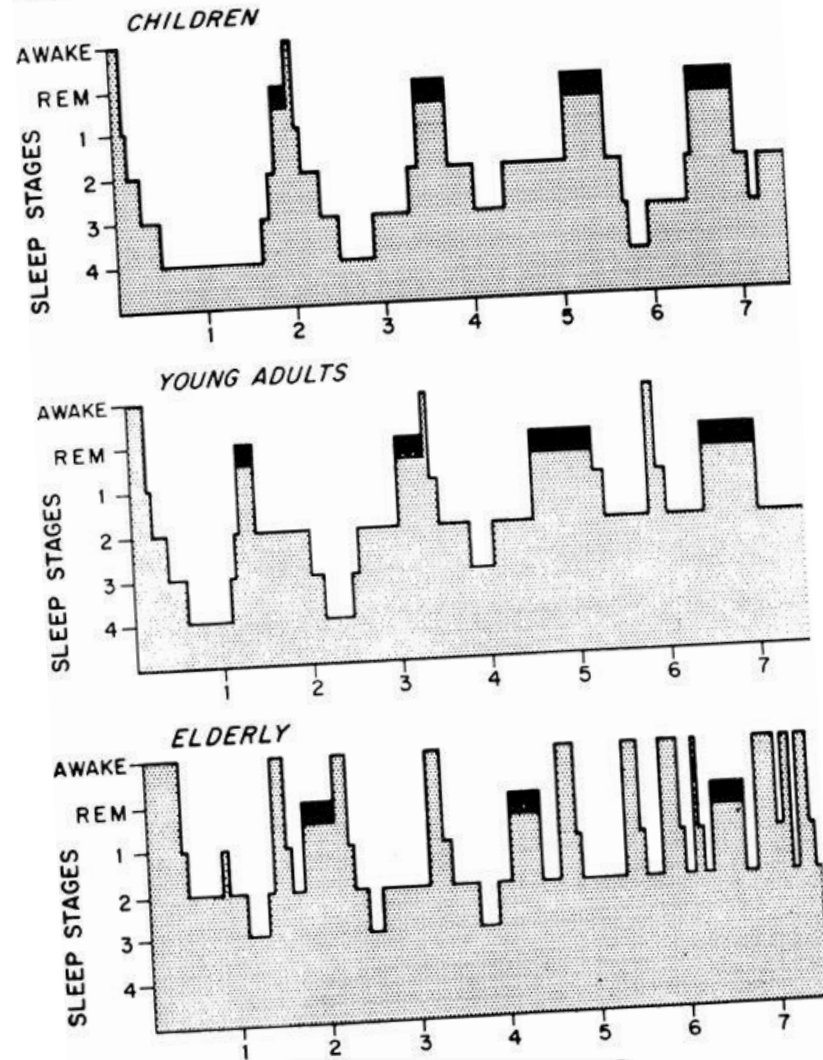 CHILDREN
AWAKE
REM
1
2
3
4
SLEEP STAGES
1 2 3 4 5 6 7
YOUNG ADULTS
AWAKE
REM
1
2
3
4
SLEEP STAGES
1 2 3 4 5 6 7
ELDERLY
AWAKE
REM
1
2
3
4
SLEEP STAGES
1 2 3 4 5 6 7